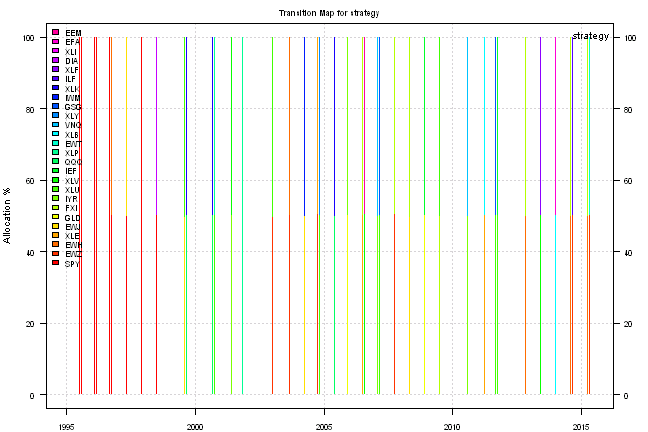 Transition Map for strategy
strategy
Allocation %
100
80
60
40
20
0
EEM
EFA
XLI
DIA
XLF
ILF
XLK
IWM
GSG
XLY
VNQ
XLB
EWT
XLP
QQQ
IEF
XLV
XLU
IYR
FXI
GLD
EWJ
XLE
EWH
EWZ
SPY
100
80
60
40
20
0
1995
2000
2005
2010
2015